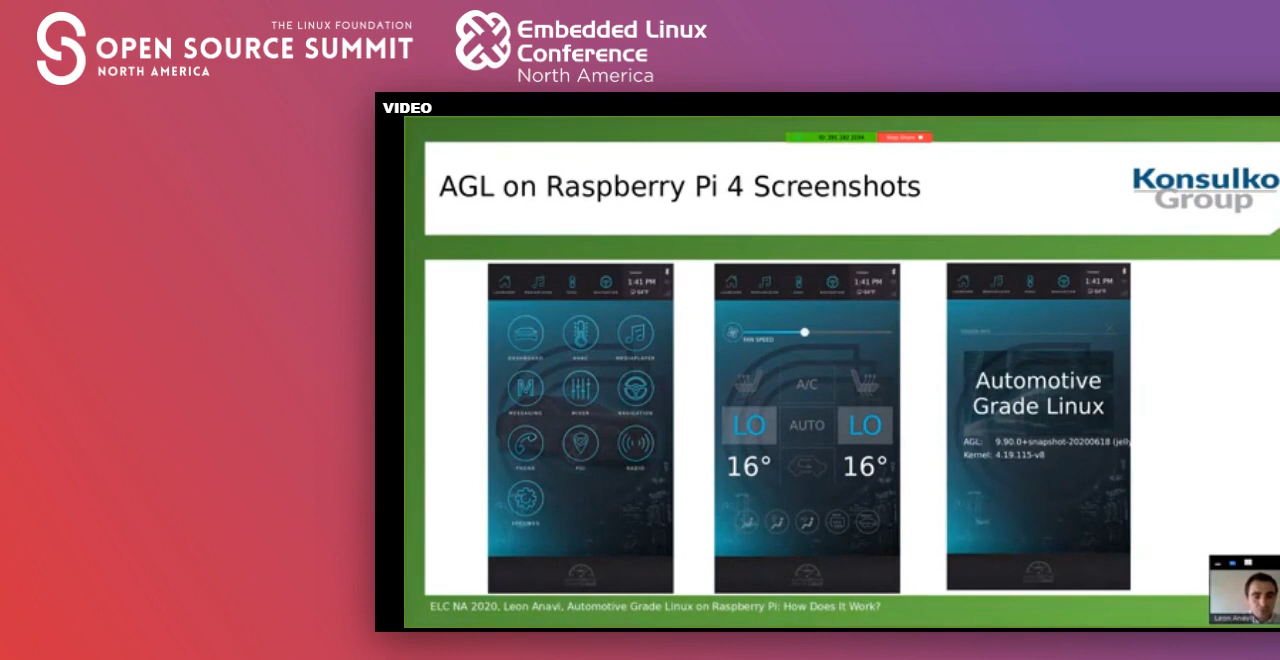 THE LINUX FOUNDATION
OPEN SOURCE SUMMIT
NORTH AMERICA
Embedded Linux
Conference
North America
VIDEO
AGL on Raspberry Pi 4 Screenshots
Konsulko
Group
1:41 PM
DASHBOARD HVAC MEDIAPLAYER
MESSAGING MIXER NAVIGATION
PHONE POI RADIO
SETTINGS
1:41 PM
FAN SPEED
A/C
LO AUTO LO
16° 16°
1:41 PM
Automotive
Grade Linux
AGL: 9.90.0+snapshot-20200618 (jelly
Kernel: 4.19.115-v8
ELC NA 2020, Leon Anavi, Automotive Grade Linux on Raspberry Pi: How Does It Work?
Leon Anavi